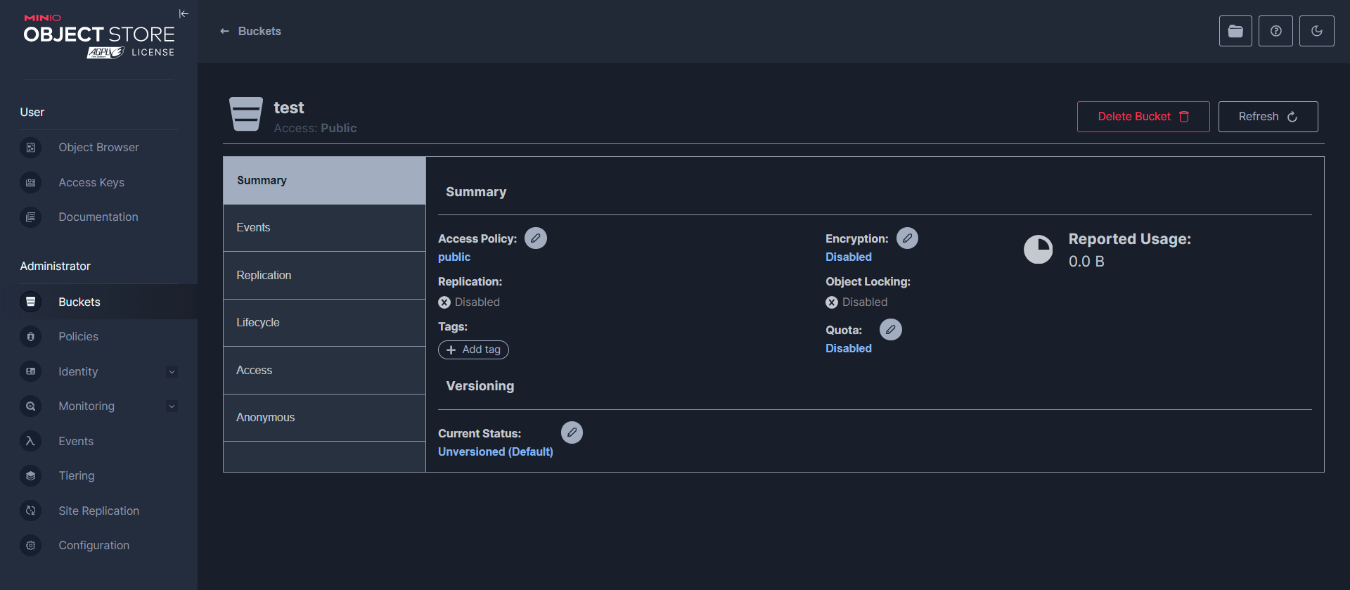 MINIO
OBJECT STORE
AGPLv3 LICENSE
User
Object Browser
Access Keys
Documentation
Administrator
Buckets
Policies
Identity
Monitoring
Events
Tiering
Site Replication
Configuration
Buckets
test
Access: Public
Delete Bucket
Refresh
Summary
Events
Replication
Lifecycle
Access
Anonymous
Summary
Access Policy:
public
Replication:
Disabled
Tags:
Add tag
Encryption:
Disabled
Object Locking:
Disabled
Quota:
Disabled
Reported Usage:
0.0 B
Versioning
Current Status:
Unversioned (Default)